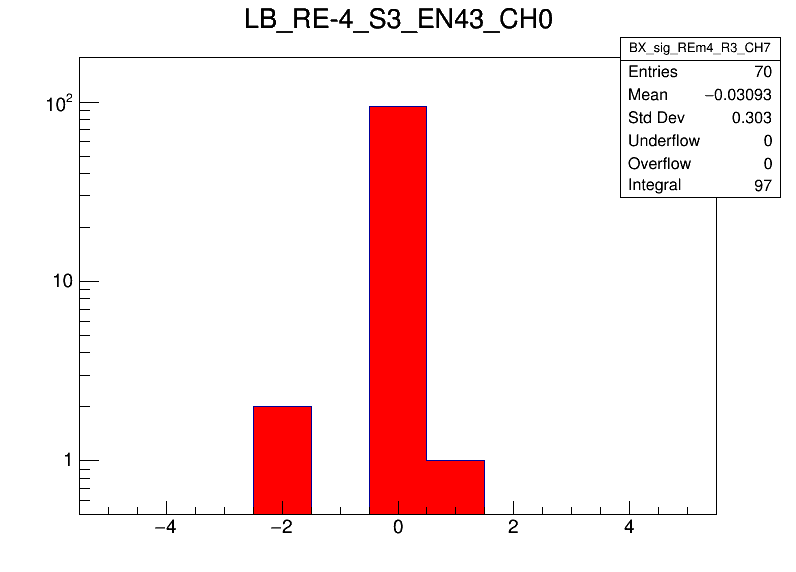 LB_RE-4_S3_EN43_CH0
BX_sig_REm4_R3_CH7
Entries 70
Mean −0.03093
Std Dev 0.303
Underflow 0
Overflow 0
Integral 97
10²
10
1
−4 −2 0 2 4